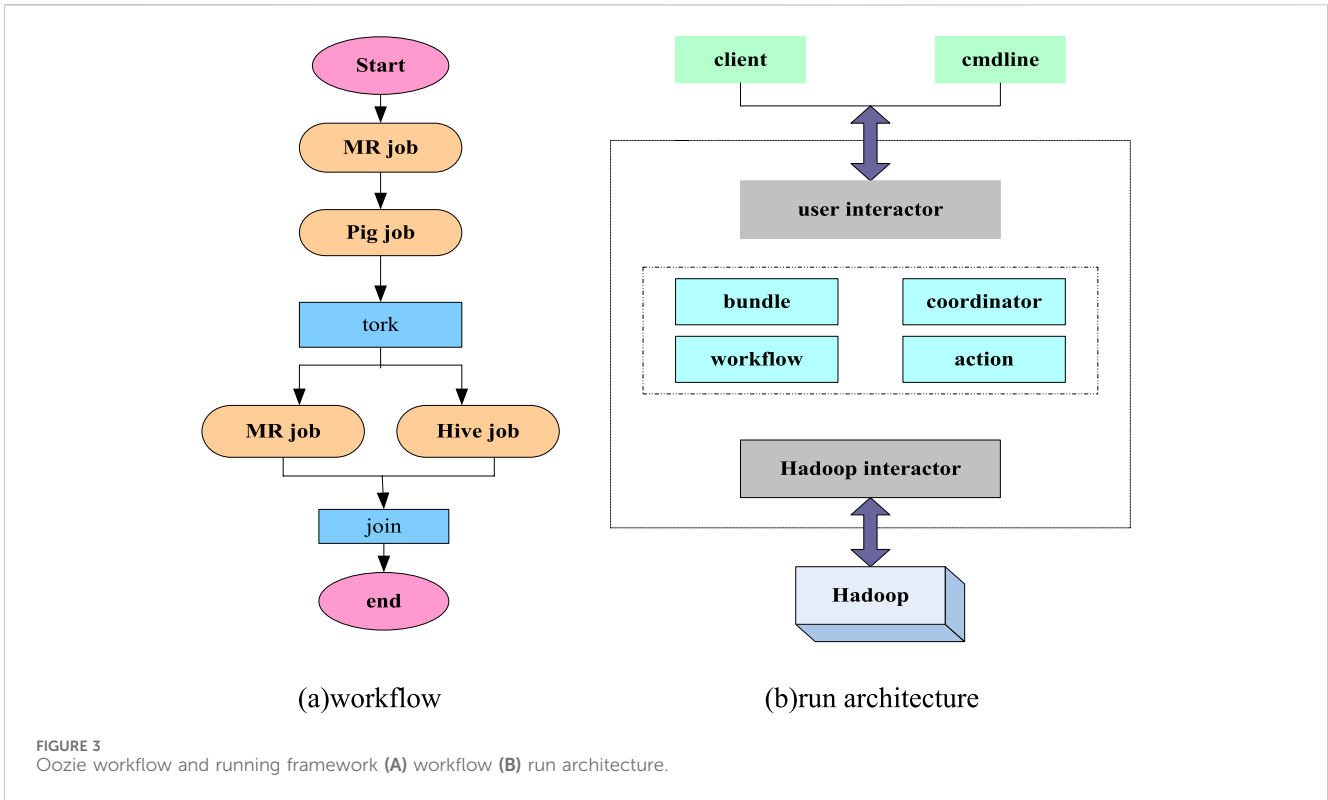 Start
MR job
Pig job
tork
MR job
Hive job
join
end
(a)workflow
client
cmdline
user interactor
bundle
coordinator
workflow
action
Hadoop interactor
Hadoop
(b)run architecture
FIGURE 3
Oozie workflow and running framework (A) workflow (B) run architecture.